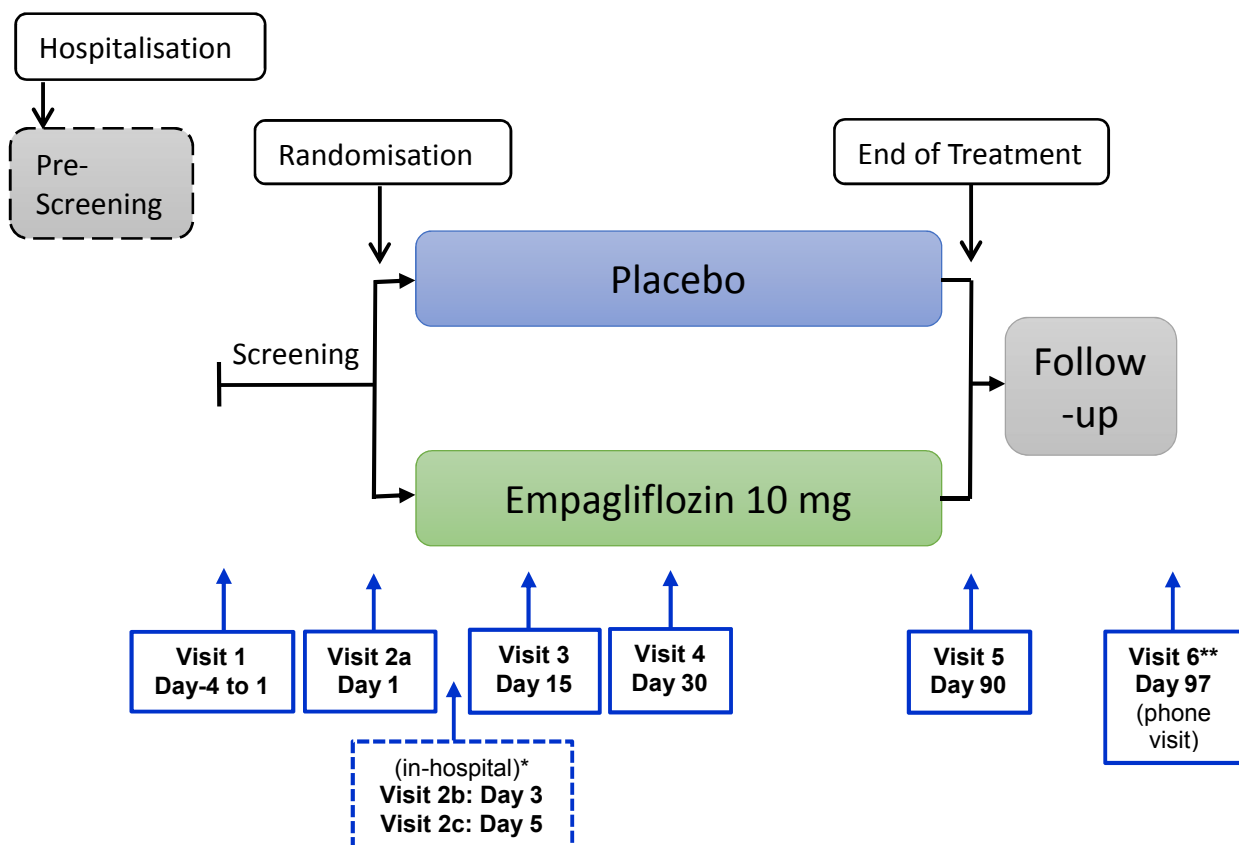 Hospitalisation
Pre-
Screening
Randomisation
End of Treatment
Placebo
Screening
Follow
-up
Empagliflozin 10 mg
Visit 1
Day-4 to 1
Visit 2a
Day 1
Visit 3
Day 15
Visit 4
Day 30
Visit 5
Day 90
Visit 6**
Day 97
(phone
visit)
(in-hospital)*
Visit 2b: Day 3
Visit 2c: Day 5